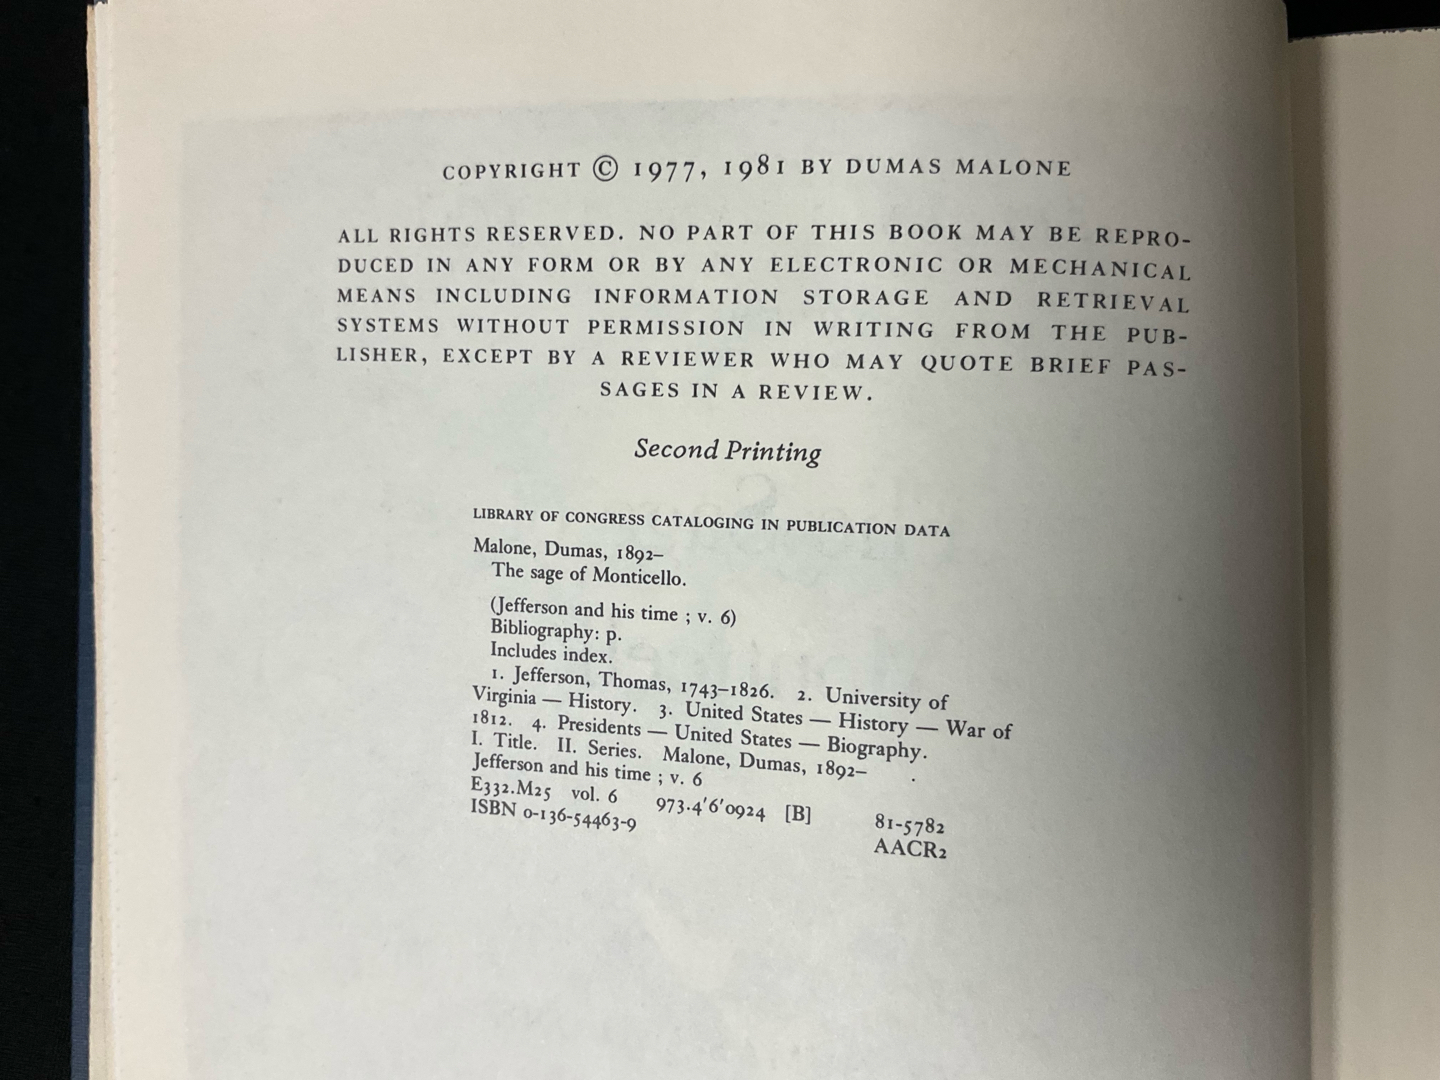 COPYRIGHT © 1977, 1981 BY DUMAS MALONE
ALL RIGHTS RESERVED. NO PART OF THIS BOOK MAY BE REPRO-
DUCED IN ANY FORM OR BY ANY ELECTRONIC OR MECHANICAL
MEANS INCLUDING INFORMATION STORAGE AND RETRIEVAL
SYSTEMS WITHOUT PERMISSION IN WRITING FROM THE PUB-
LISHER, EXCEPT BY A REVIEWER WHO MAY QUOTE BRIEF PAS-
SAGES IN A REVIEW.
Second Printing
LIBRARY OF CONGRESS CATALOGING IN PUBLICATION DATA
Malone, Dumas, 1892–
The sage of Monticello.
(Jefferson and his time ; v. 6)
Bibliography: p.
Includes index.
1. Jefferson, Thomas, 1743–1826. 2. University of
Virginia — History. 3. United States — History — War of
1812. 4. Presidents — United States — Biography.
I. Title. II. Series. Malone, Dumas, 1892–
Jefferson and his time ; v. 6
E332.M25 vol. 6 973.4'6'0924 [B] 81-5782
ISBN 0-136-54463-9 AACR2